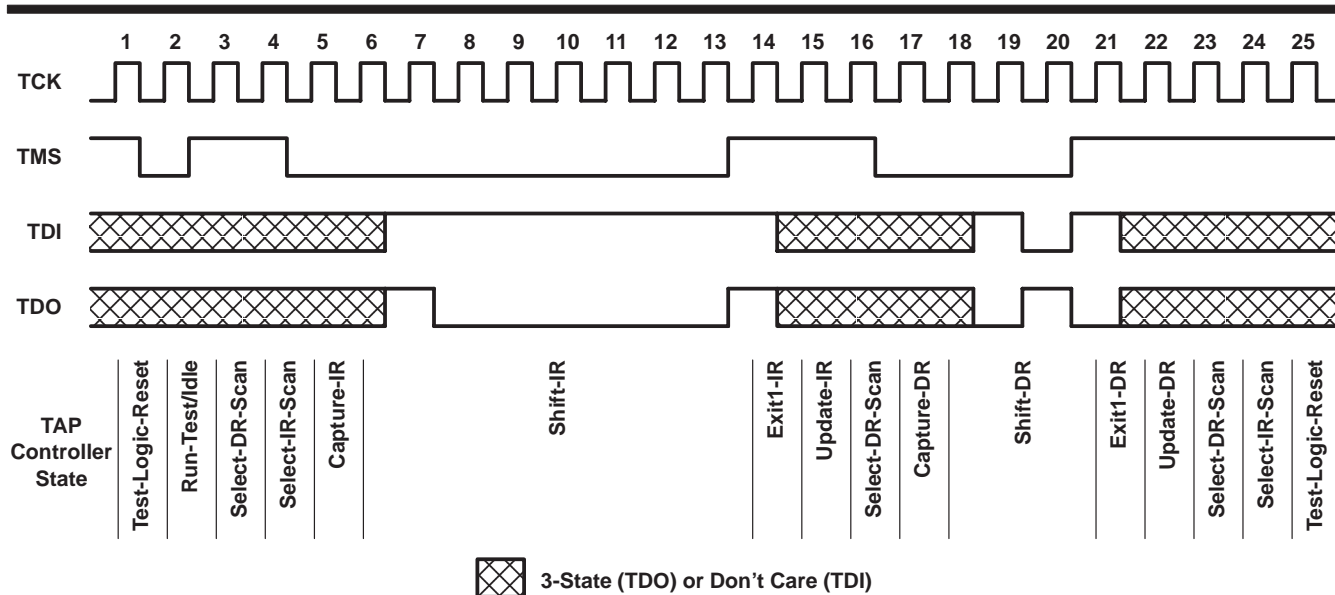 1 2 3 4 5 6 7 8 9 10 11 12 13 14 15 16 17 18 19 20 21 22 23 24 25
TCK
TMS
TDI
TDO
TAP
Controller
State
Test-Logic-Reset
Run-Test/Idle
Select-DR-Scan
Select-IR-Scan
Capture-IR
Shift-IR
Exit1-IR
Update-IR
Select-DR-Scan
Capture-DR
Shift-DR
Exit1-DR
Update-DR
Select-DR-Scan
Select-IR-Scan
Test-Logic-Reset
3-State (TDO) or Don't Care (TDI)